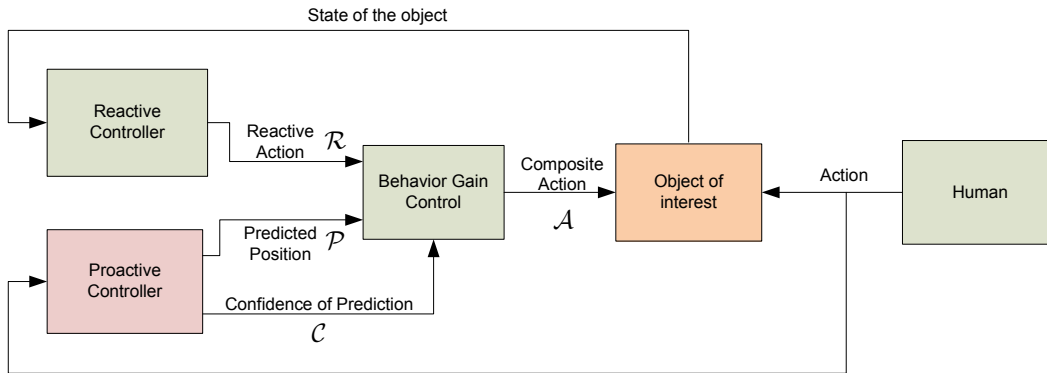 State of the object
Reactive
Controller
Reactive
Action
ℛ
Behavior Gain
Control
Composite
Action
𝒜
Object of
interest
Action
Human
Predicted
Position
𝒫
Proactive
Controller
Confidence of Prediction
𝒞